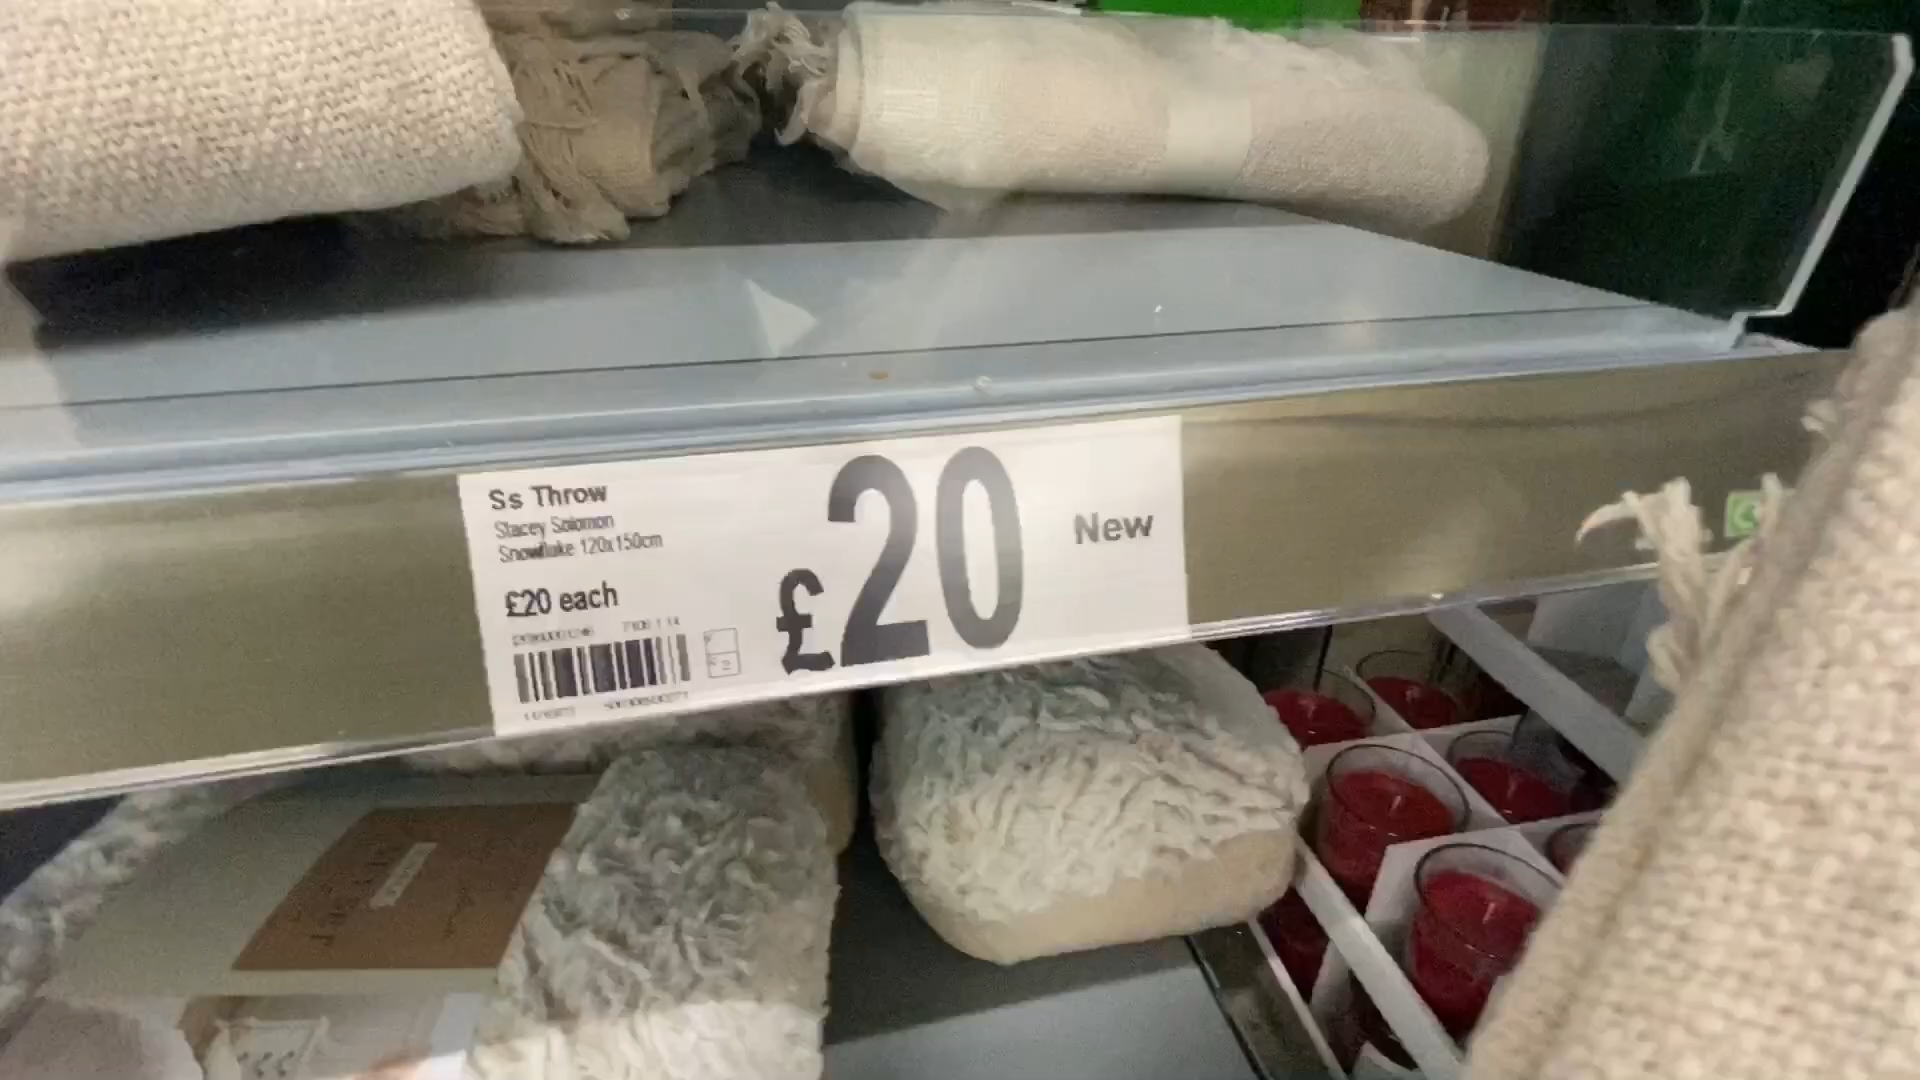 Ss Throw
Stacey Solomon
Snowflake 120x150cm
£20 each
£20
New